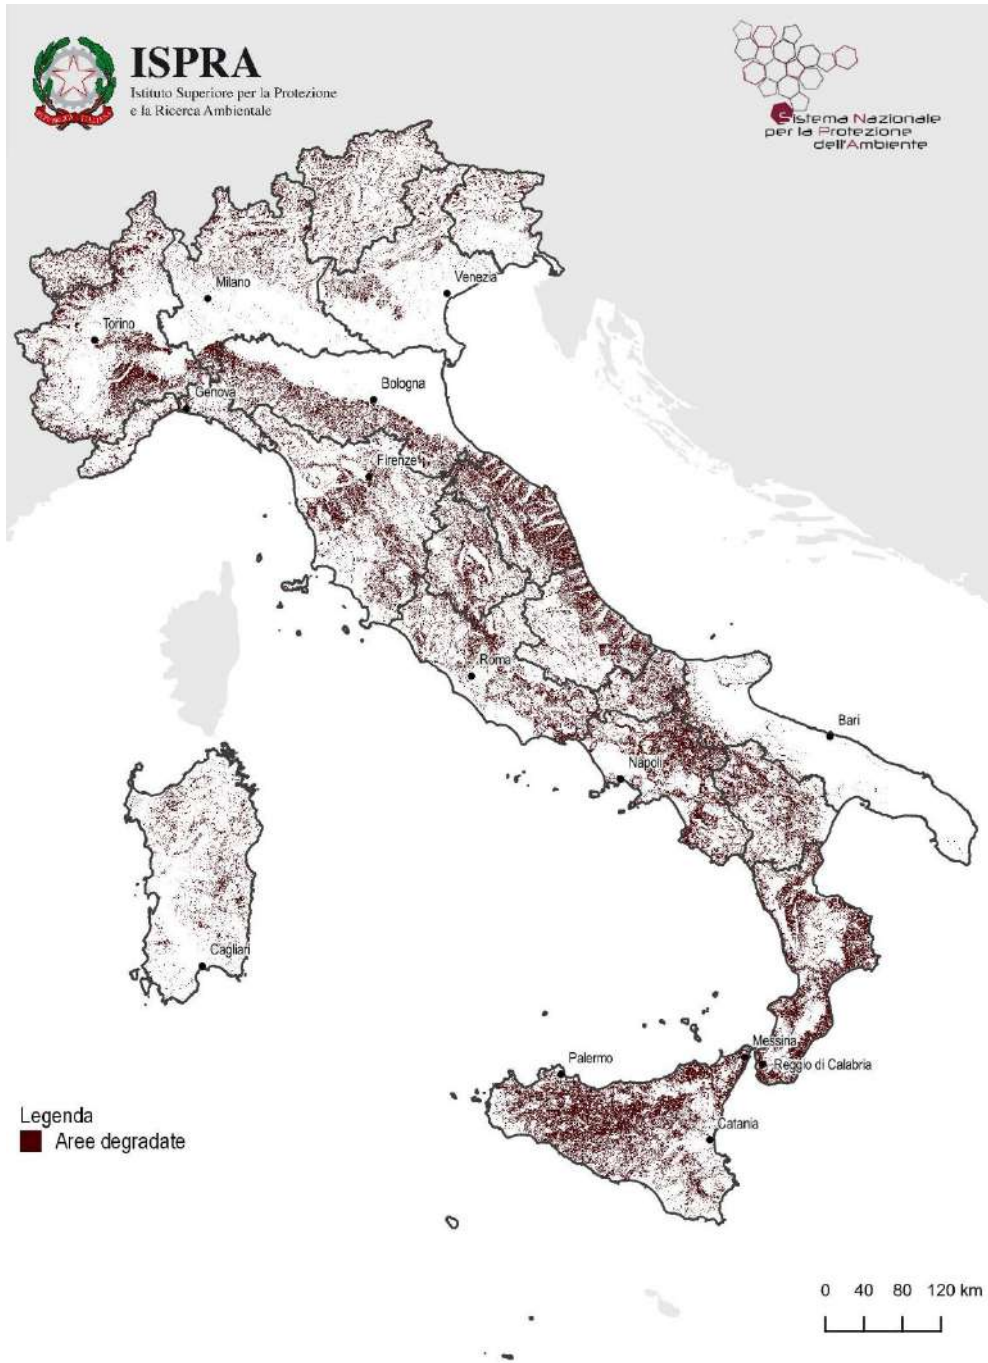 ISPRA
Istituto Superiore per la Protezione
e la Ricerca Ambientale
Sistema Nazionale
per la Protezione
dell'Ambiente
Milano
Venezia
Torino
Bologna
Genova
Firenze
Roma
Bari
Napoli
Cagliari
Messina
Palermo
Reggio di Calabria
Catania
Legenda
Aree degradate
0 40 80 120 km